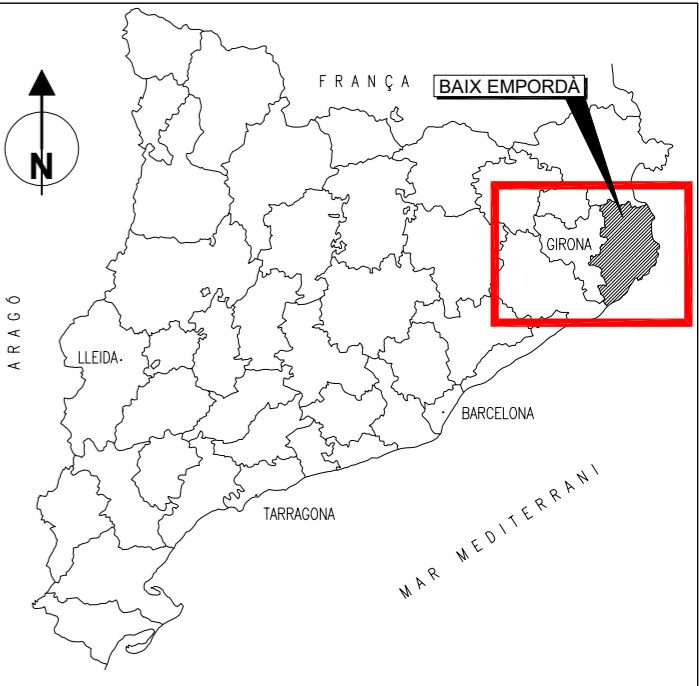 FRANÇA
BAIX EMPORDÀ
N
GIRONA
ARAGÓ
LLEIDA
BARCELONA
TARRAGONA
MAR MEDITERRANI